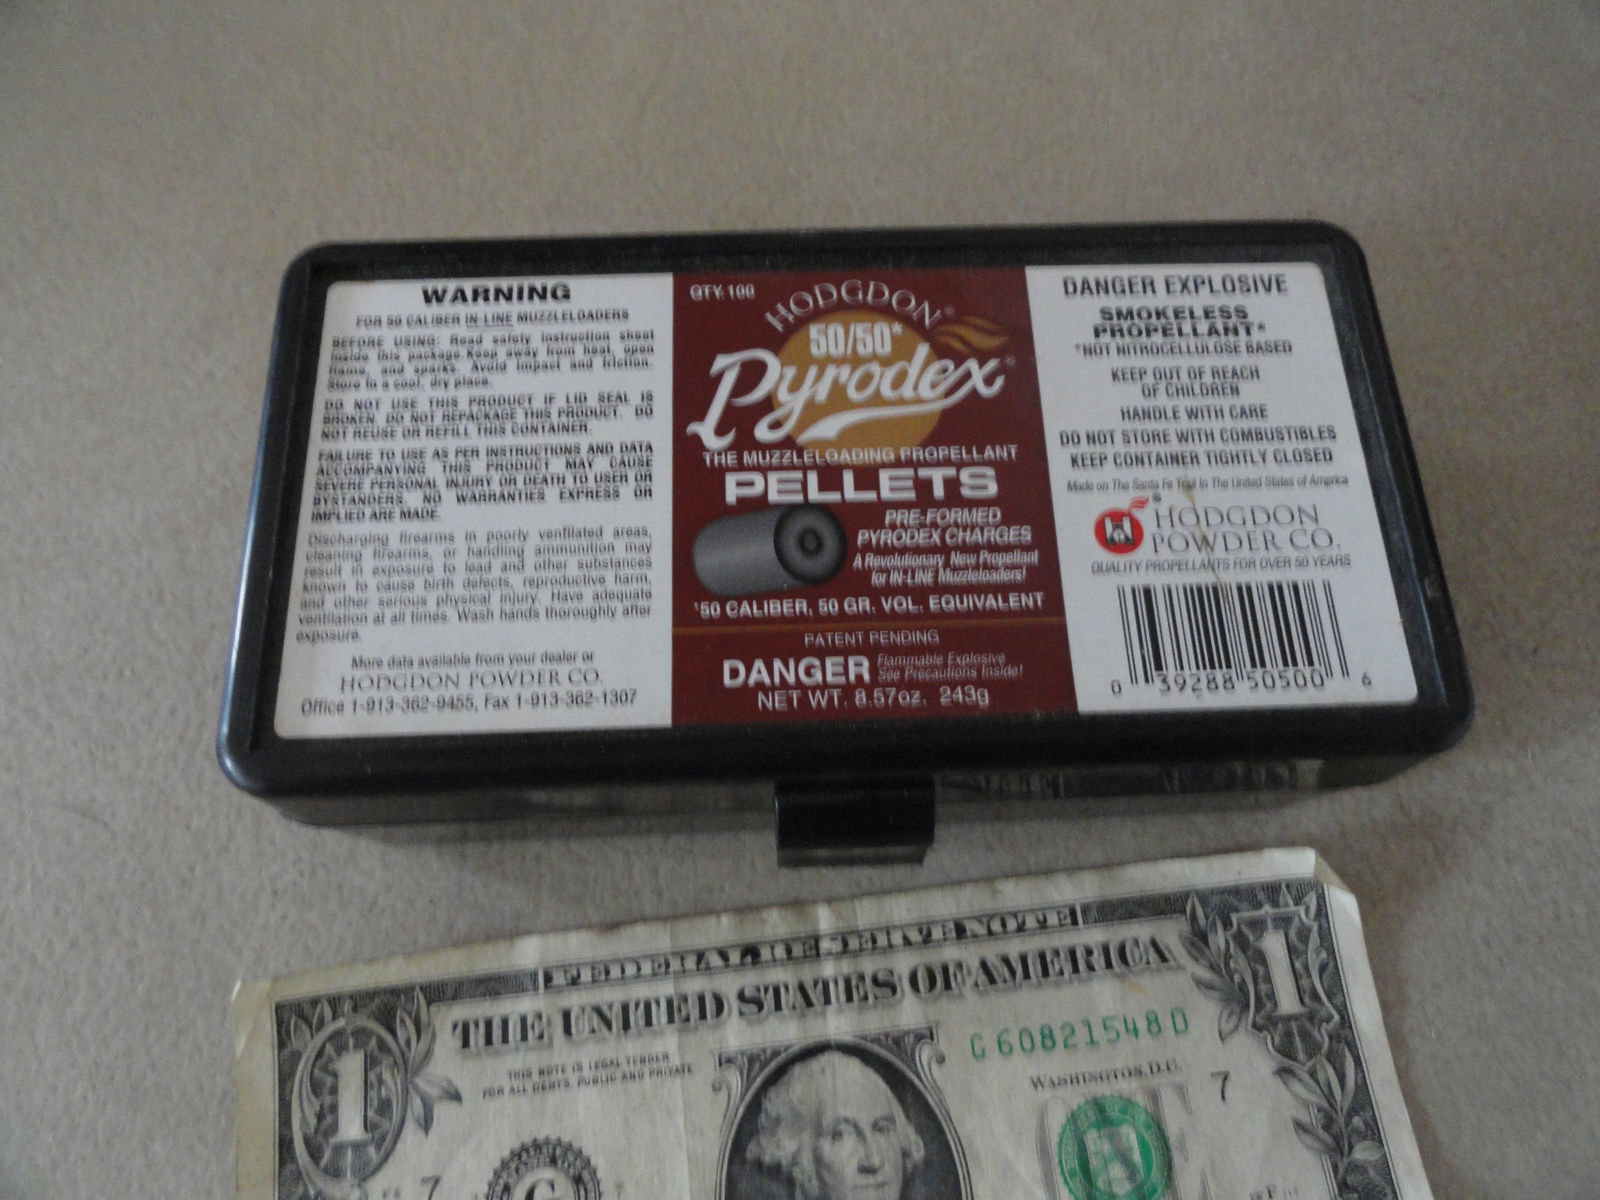 WARNING
FOR 50 CALIBER IN-LINE MUZZLELOADERS
BEFORE USING: Read safety instruction sheet
inside this package. Keep away from heat, open
flame, and sparks. Avoid impact and friction.
Store in a cool, dry place.
DO NOT USE THIS PRODUCT IF LID SEAL IS
BROKEN. DO NOT REPACKAGE THIS PRODUCT. DO
NOT REUSE OR REFILL THIS CONTAINER.
FAILURE TO USE AS PER INSTRUCTIONS AND DATA
ACCOMPANYING THIS PRODUCT MAY CAUSE
SEVERE PERSONAL INJURY OR DEATH TO USER OR
BYSTANDERS. NO WARRANTIES EXPRESS OR
IMPLIED ARE MADE.
Discharging firearms in poorly ventilated areas,
cleaning firearms, or handling ammunition may
result in exposure to lead and other substances
known to cause birth defects, reproductive harm,
and other serious physical injury. Have adequate
ventilation at all times. Wash hands thoroughly after
exposure.
More data available from your dealer or
HODGDON POWDER CO.
Office 1-913-362-9455, Fax 1-913-362-1307
QTY. 100
HODGDON®
50/50*
Pyrodex®
THE MUZZLELOADING PROPELLANT
PELLETS
PRE-FORMED
PYRODEX CHARGES
A Revolutionary New Propellant
for IN-LINE Muzzleloaders!
*50 CALIBER, 50 GR. VOL. EQUIVALENT
PATENT PENDING
DANGER Flammable Explosive
See Precautions Inside!
NET WT. 8.57oz. 243g
DANGER EXPLOSIVE
SMOKELESS
PROPELLANT*
*NOT NITROCELLULOSE BASED
KEEP OUT OF REACH
OF CHILDREN
HANDLE WITH CARE
DO NOT STORE WITH COMBUSTIBLES
KEEP CONTAINER TIGHTLY CLOSED
Made on The Santa Fe Trail In The United States of America
H ® HODGDON
POWDER CO.
QUALITY PROPELLANTS FOR OVER 50 YEARS
0 39288 50500 6
FEDERAL RESERVE NOTE
THE UNITED STATES OF AMERICA
1
1
THIS NOTE IS LEGAL TENDER
FOR ALL DEBTS, PUBLIC AND PRIVATE
G 60821548 D
WASHINGTON, D.C.
7
7
G